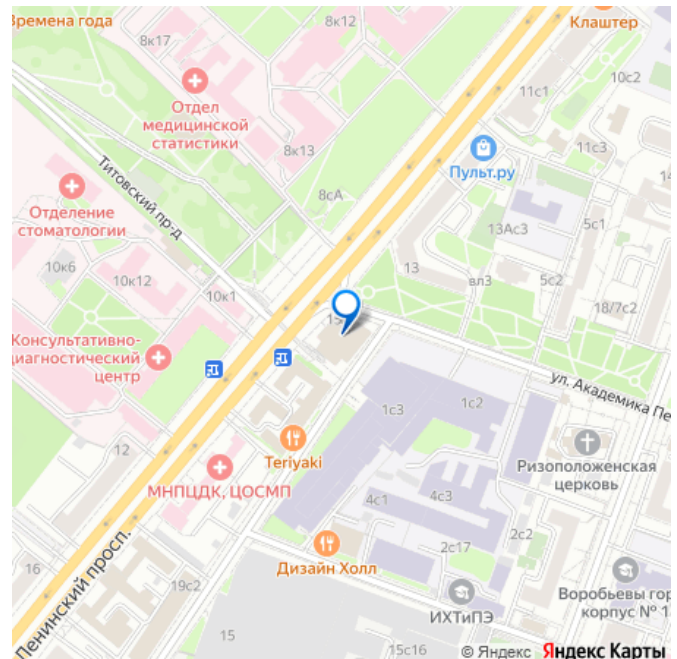 Времена года
8к12
Клаштер
8к17
11с1
10с2
Отдел
медицинской
статистики
8к13
Пульт.ру
11с3
Титовский пр-д
8сА
Отделение
стоматологии
13Ас3
5с1
10к6
10к12
13
вл3
5с2
10к1
18/7с2
Консультативно-
диагностический
центр
ул. Академика Пе
1с3
1с2
12
Teriyaki
Ризоположенская
церковь
МНПЦДК, ЦОСМП
4с1
4с3
2с2
Ленинский просп.
2с17
16
Дизайн Холл
19с2
Воробьевы гор
корпус № 1
ИХТиПЭ
15
15с16
© Яндекс Яндекс Карты